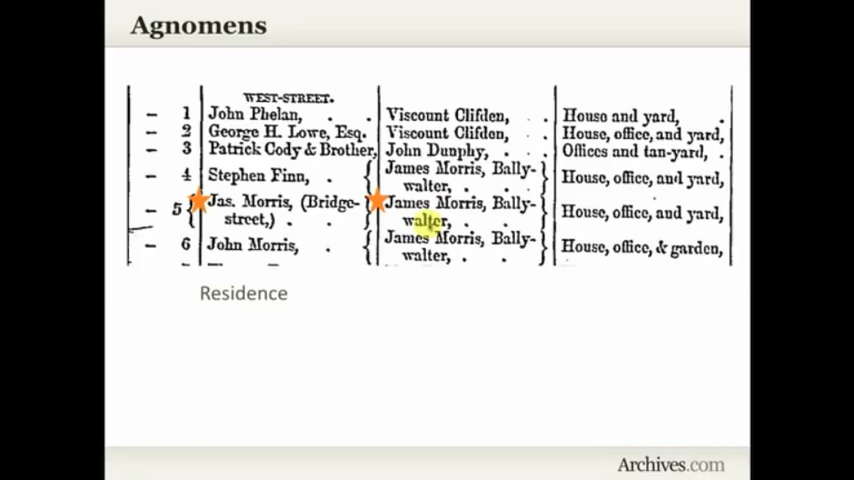 Agnomens
WEST-STREET.
– 1 John Phelan, . . Viscount Clifden, . . House and yard, .
– 2 George H. Lowe, Esq. Viscount Clifden, . . House, office, and yard,
– 3 Patrick Cody & Brother, John Dunphy, . . . Offices and tan-yard, .
– 4 Stephen Finn, . { James Morris, Bally- } House, office, and yard,
walter, . .
– 5 { Jas. Morris, (Bridge- } James Morris, Bally- } House, office, and yard,
street,) . . walter, . .
– 6 John Morris, . { James Morris, Bally- } House, office, & garden,
walter, . .
Residence
Archives.com